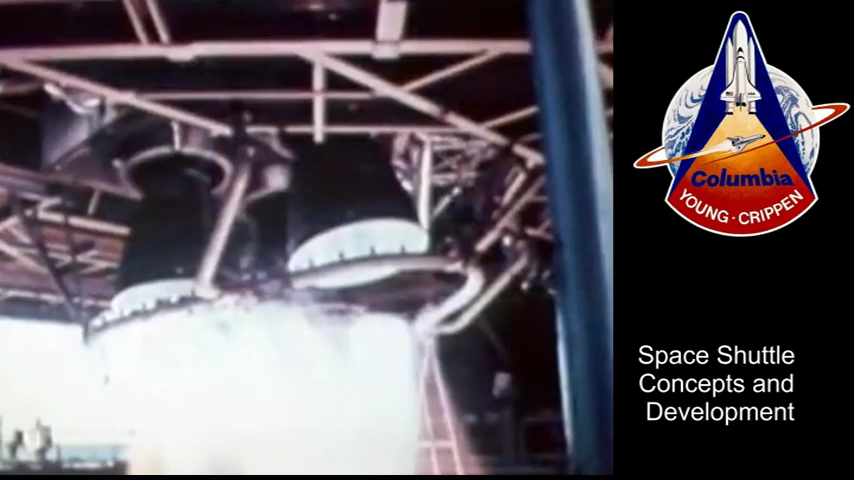 Columbia
YOUNG · CRIPPEN
Space Shuttle
Concepts and
Development